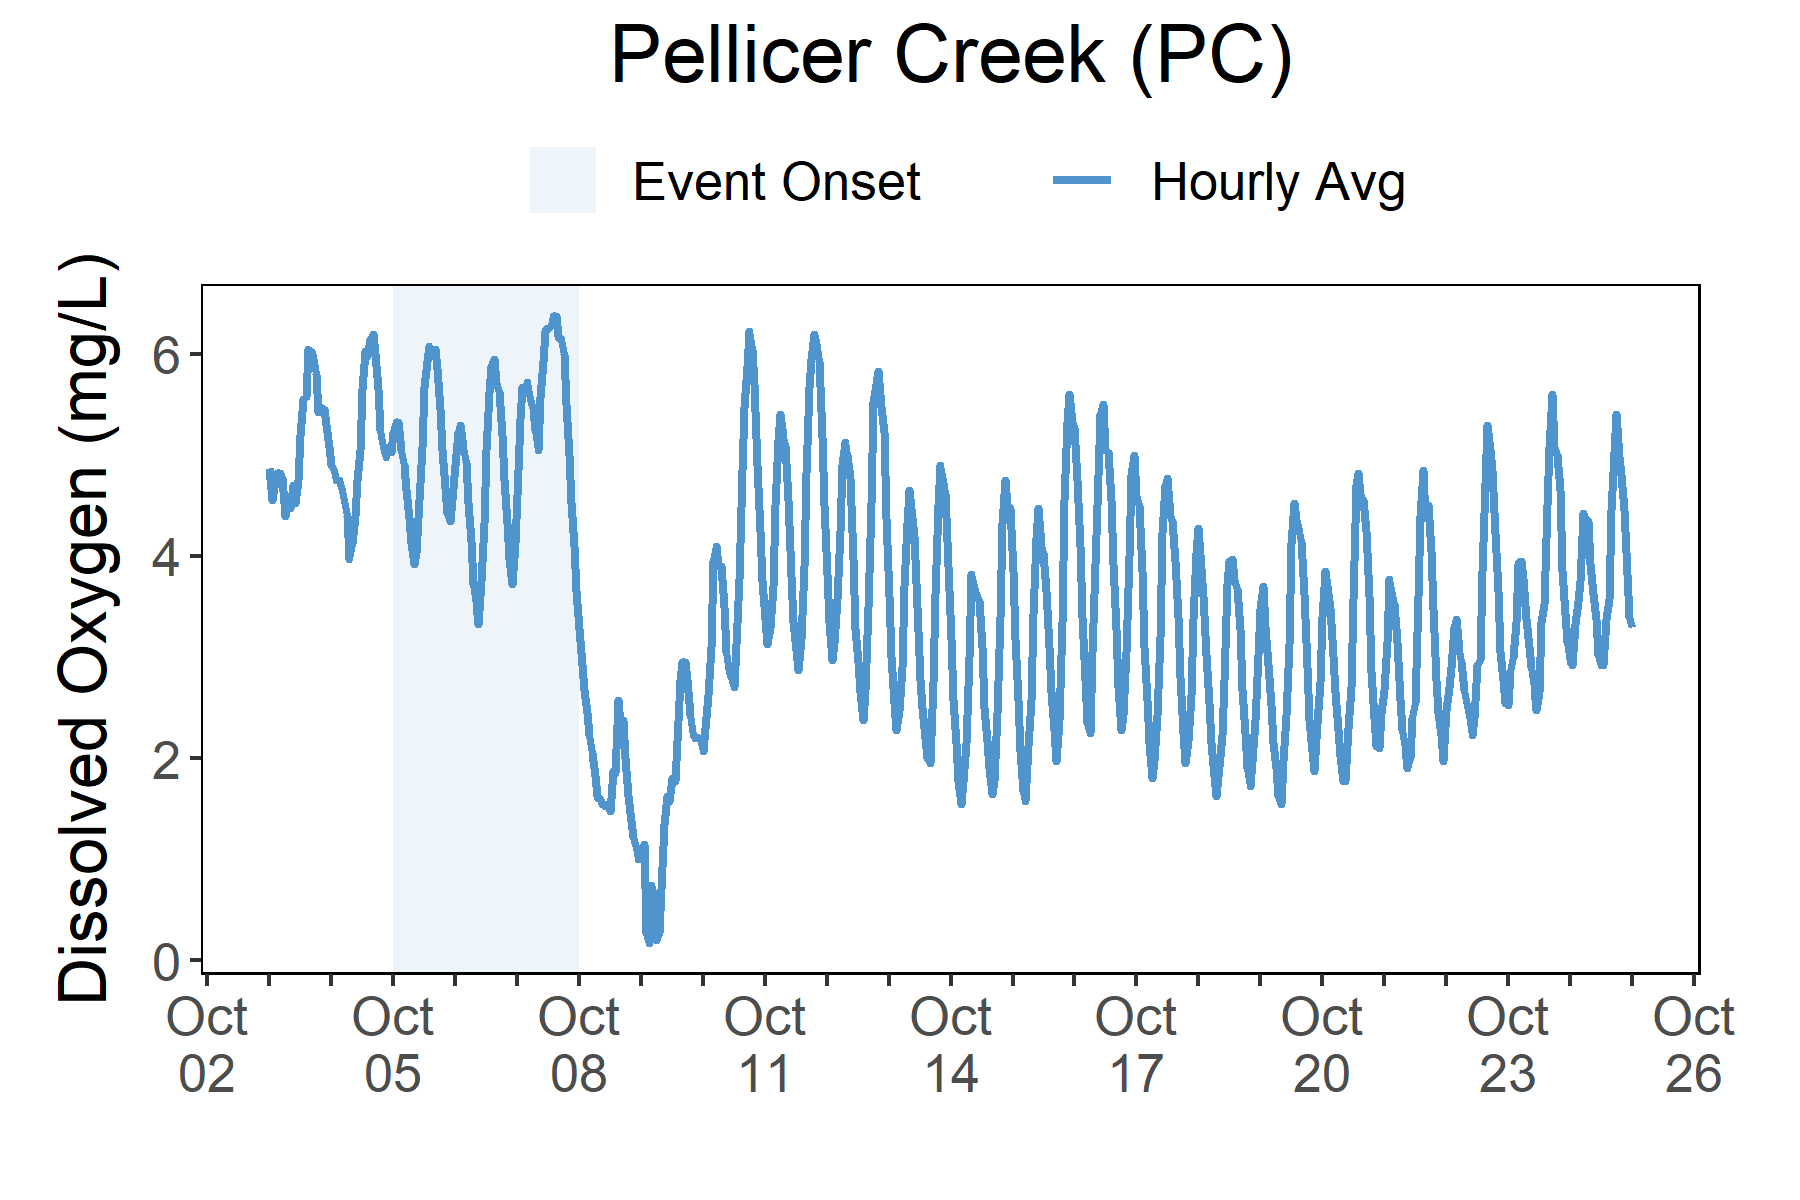 Pellicer Creek (PC)
Event Onset
Hourly Avg
Dissolved Oxygen (mg/L)
6
4
2
0
Oct 02
Oct 05
Oct 08
Oct 11
Oct 14
Oct 17
Oct 20
Oct 23
Oct 26